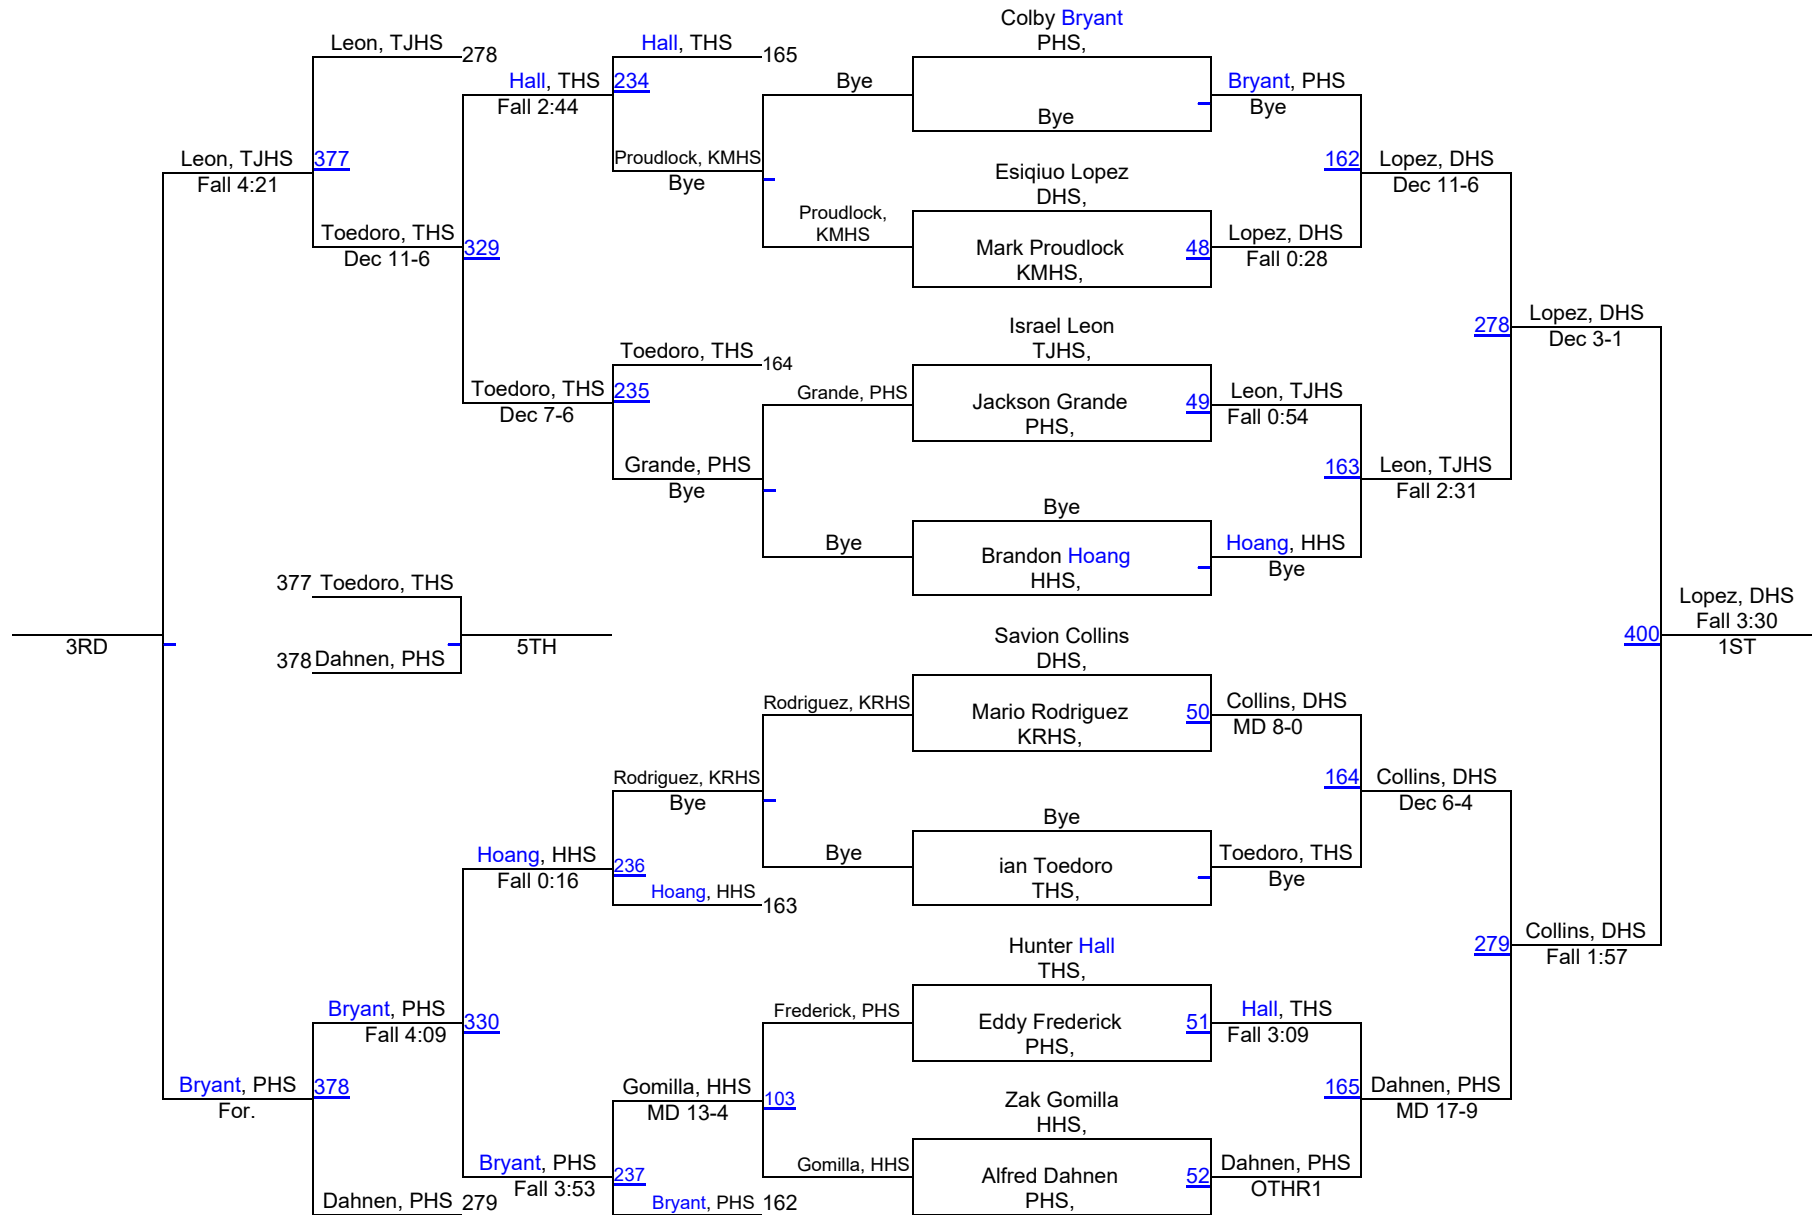 Colby Bryant
PHS,
Leon, TJHS
278
Hall, THS
165
Hall, THS
234
Fall 2:44
Bye
Bryant, PHS
Bye
Bye
Leon, TJHS
377
Fall 4:21
Proudlock, KMHS
Bye
Esiqiuo Lopez
DHS,
162
Lopez, DHS
Dec 11-6
Proudlock,
KMHS
Toedoro, THS
329
Dec 11-6
Mark Proudlock
KMHS,
48
Lopez, DHS
Fall 0:28
Israel Leon
TJHS,
278
Lopez, DHS
Dec 3-1
Toedoro, THS
164
Toedoro, THS
235
Dec 7-6
Grande, PHS
Jackson Grande
PHS,
49
Leon, TJHS
Fall 0:54
Grande, PHS
Bye
163
Leon, TJHS
Fall 2:31
Bye
Bye
Brandon Hoang
HHS,
Hoang, HHS
Bye
377 Toedoro, THS
3RD
378 Dahnen, PHS
5TH
Lopez, DHS
Fall 3:30
400
1ST
Savion Collins
DHS,
Rodriguez, KRHS
Mario Rodriguez
KRHS,
50
Collins, DHS
MD 8-0
Rodriguez, KRHS
Bye
164
Collins, DHS
Dec 6-4
Bye
Bye
ian Toedoro
THS,
Toedoro, THS
Bye
Hoang, HHS
236
Fall 0:16
Hoang, HHS
163
Hunter Hall
THS,
279
Collins, DHS
Fall 1:57
Bryant, PHS
330
Fall 4:09
Frederick, PHS
Eddy Frederick
PHS,
51
Hall, THS
Fall 3:09
Bryant, PHS
378
For.
Gomilla, HHS
103
MD 13-4
Zak Gomilla
HHS,
165
Dahnen, PHS
MD 17-9
Bryant, PHS
237
Fall 3:53
Gomilla, HHS
Alfred Dahnen
PHS,
52
Dahnen, PHS
OTHR1
Dahnen, PHS
279
Bryant, PHS
162